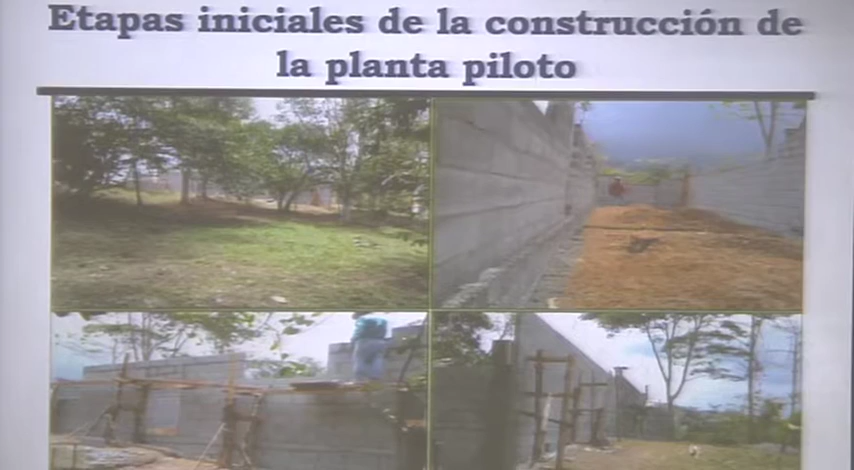 Etapas iniciales de la construcción de
la planta piloto